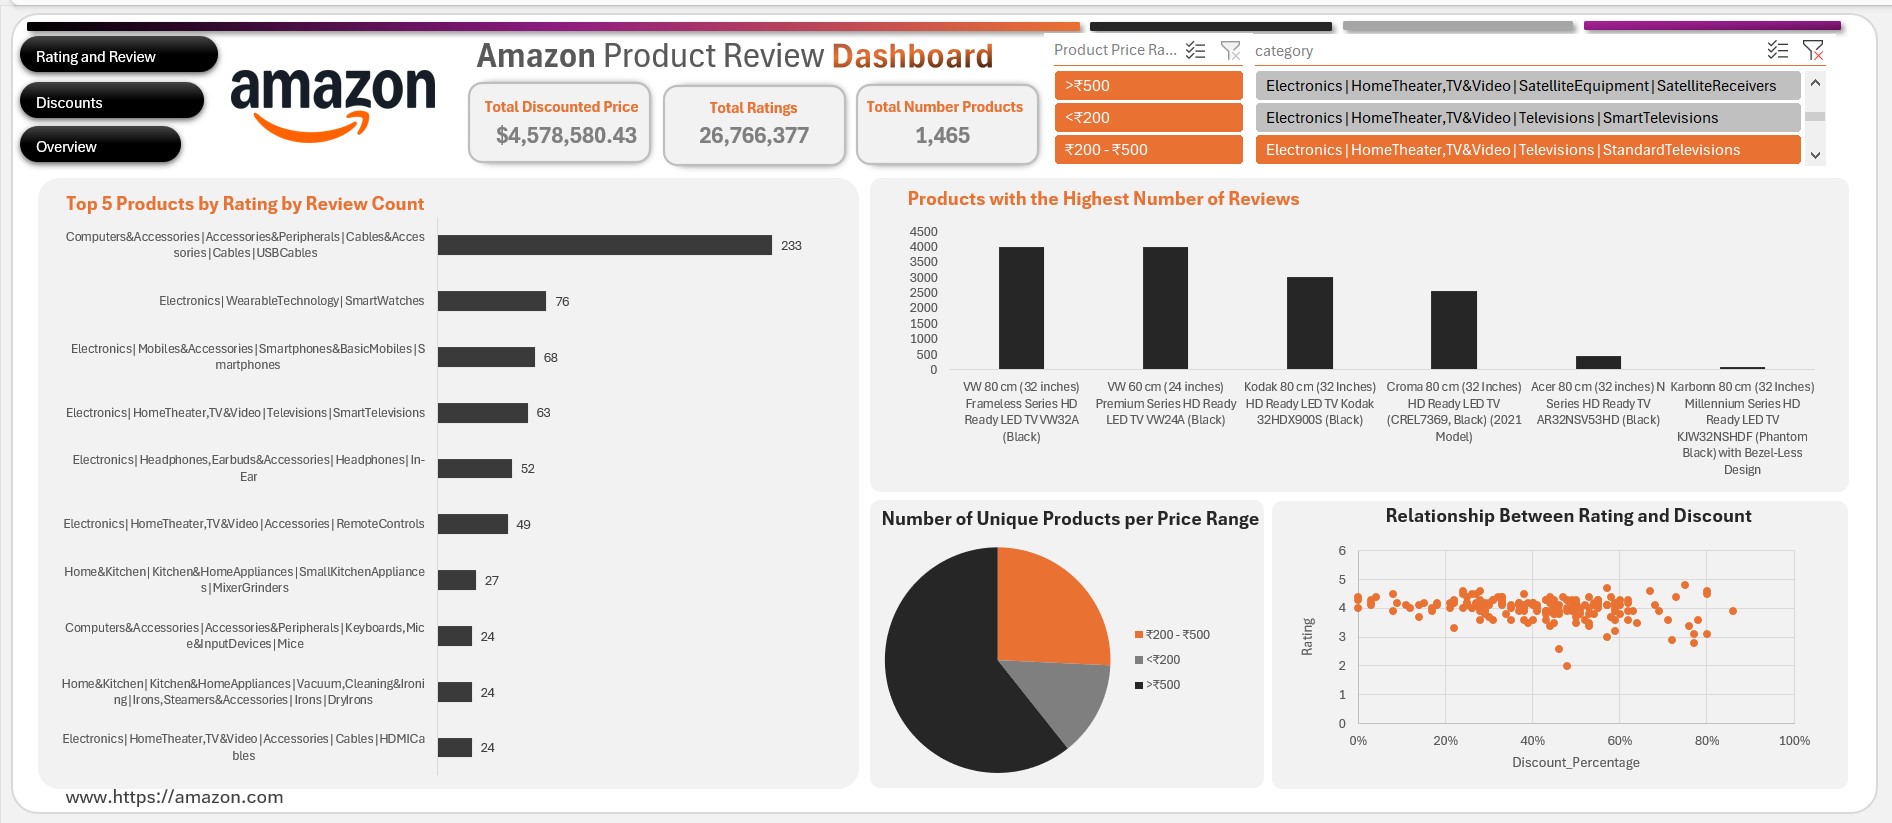 Rating and Review
Discounts
Overview
amazon
Amazon Product Review Dashboard
Total Discounted Price
$4,578,580.43
Total Ratings
26,766,377
Total Number Products
1,465
Product Price Ra...
>₹500
<₹200
₹200 - ₹500
category
Electronics|HomeTheater,TV&Video|SatelliteEquipment|SatelliteReceivers
Electronics|HomeTheater,TV&Video|Televisions|SmartTelevisions
Electronics|HomeTheater,TV&Video|Televisions|StandardTelevisions
Top 5 Products by Rating by Review Count
Computers&Accessories|Accessories&Peripherals|Cables&Acces
sories|Cables|USBCables
233
Electronics|WearableTechnology|SmartWatches
76
Electronics|Mobiles&Accessories|Smartphones&BasicMobiles|S
martphones
68
Electronics|HomeTheater,TV&Video|Televisions|SmartTelevisions
63
Electronics|Headphones,Earbuds&Accessories|Headphones|In-
Ear
52
Electronics|HomeTheater,TV&Video|Accessories|RemoteControls
49
Home&Kitchen|Kitchen&HomeAppliances|SmallKitchenAppliance
s|MixerGrinders
27
Computers&Accessories|Accessories&Peripherals|Keyboards,Mic
e&InputDevices|Mice
24
Home&Kitchen|Kitchen&HomeAppliances|Vacuum,Cleaning&Ironi
ng|Irons,Steamers&Accessories|Irons|DryIrons
24
Electronics|HomeTheater,TV&Video|Accessories|Cables|HDMICa
bles
24
www.https://amazon.com
Products with the Highest Number of Reviews
4500
4000
3500
3000
2500
2000
1500
1000
500
0
VW 80 cm (32 inches)
Frameless Series HD
Ready LED TV VW32A
(Black)
VW 60 cm (24 inches)
Premium Series HD Ready
LED TV VW24A (Black)
Kodak 80 cm (32 Inches)
HD Ready LED TV Kodak
32HDX900S (Black)
Croma 80 cm (32 Inches)
HD Ready LED TV
(CREL7369, Black) (2021
Model)
Acer 80 cm (32 inches) N
Series HD Ready TV
AR32NSV53HD (Black)
Karbonn 80 cm (32 Inches)
Millennium Series HD
Ready LED TV
KJW32NSHDF (Phantom
Black) with Bezel-Less
Design
Number of Unique Products per Price Range
₹200 - ₹500
<₹200
>₹500
Relationship Between Rating and Discount
Rating
6
5
4
3
2
1
0
0%
20%
40%
60%
80%
100%
Discount_Percentage